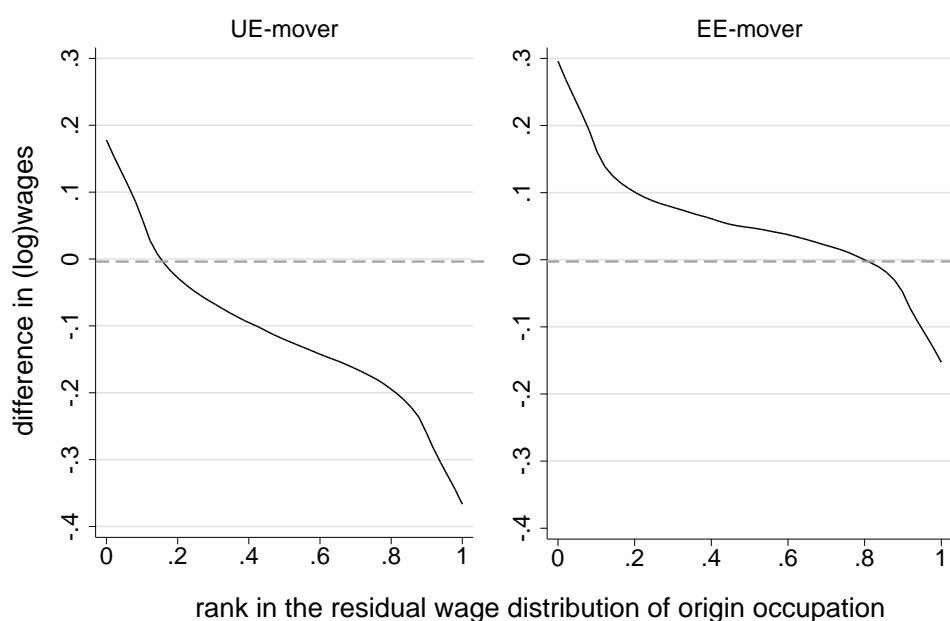 UE-mover
EE-mover
difference in (log)wages
.3
.2
.1
0
-.1
-.2
-.3
-.4
0 .2 .4 .6 .8 1
.3
.2
.1
0
-.1
-.2
-.3
-.4
0 .2 .4 .6 .8 1
rank in the residual wage distribution of origin occupation